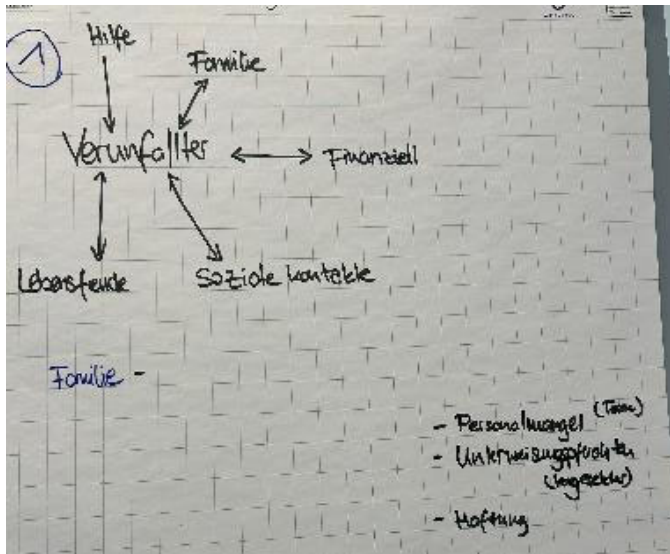 1
Hilfe
Familie
Verunfallter
Finanziell
Lebensfreude
Soziale Kontakte
Familie -
- Personalmangel (Team)
- Unterweisungspflichten
- Haftung